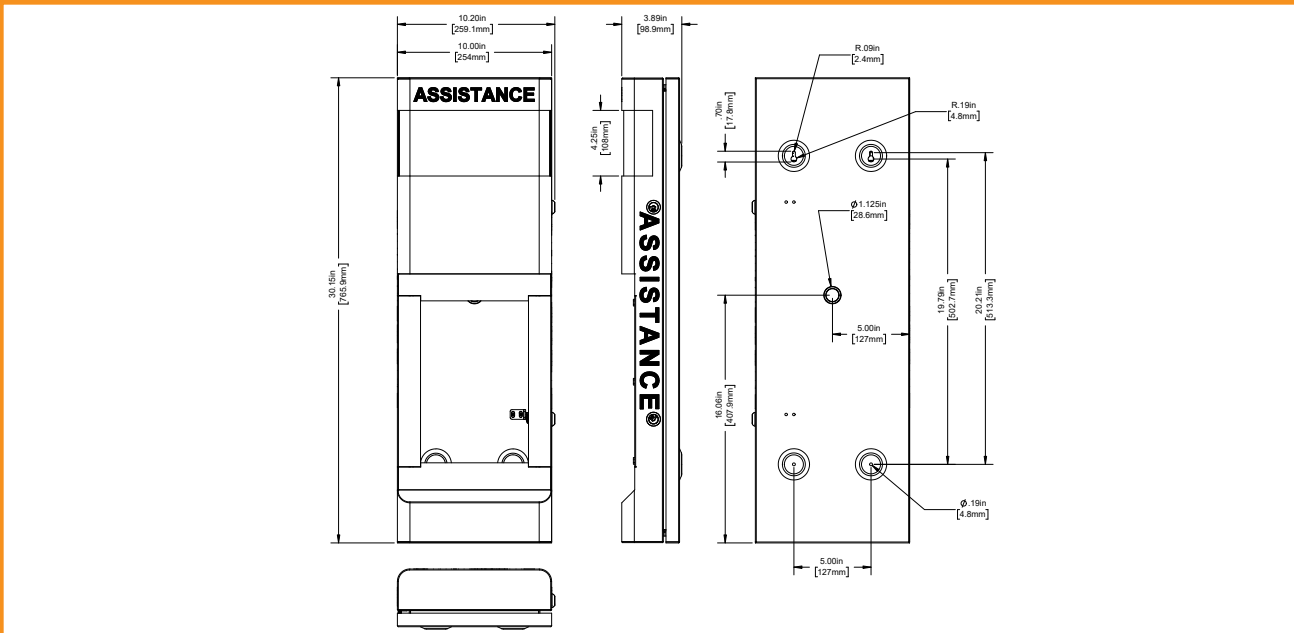 10.20in
[259.1mm]
10.00in
[254mm]
3.89in
[98.9mm]
R.09in
[2.4mm]
R.19in
[4.8mm]
.70in
[17.8mm]
ASSISTANCE
4.25in
[108mm]
ASSISTANCE
Ø1.125in
[28.6mm]
30.15in
[765.9mm]
19.79in
[502.7mm]
20.21in
[513.3mm]
5.00in
[127mm]
16.06in
[407.9mm]
Ø.19in
[4.8mm]
5.00in
[127mm]